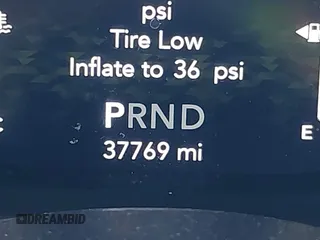 psi
Tire Low
Inflate to 36 psi
PRND
E
37769 mi
DREAMBID